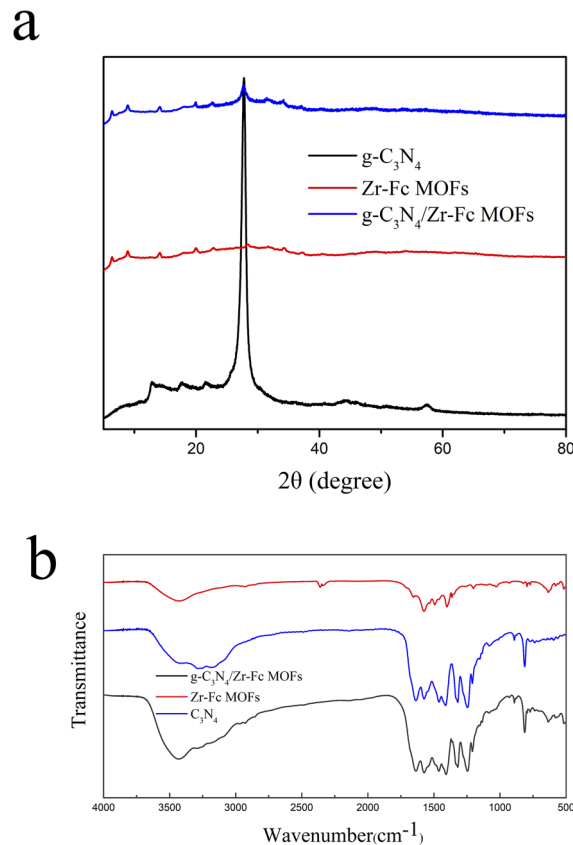 a
g-C₃N₄
Zr-Fc MOFs
g-C₃N₄/Zr-Fc MOFs
20 40 60 80
2θ (degree)
b
Transmittance
g-C₃N₄/Zr-Fc MOFs
Zr-Fc MOFs
C₃N₄
4000 3500 3000 2500 2000 1500 1000 500
Wavenumber(cm⁻¹)